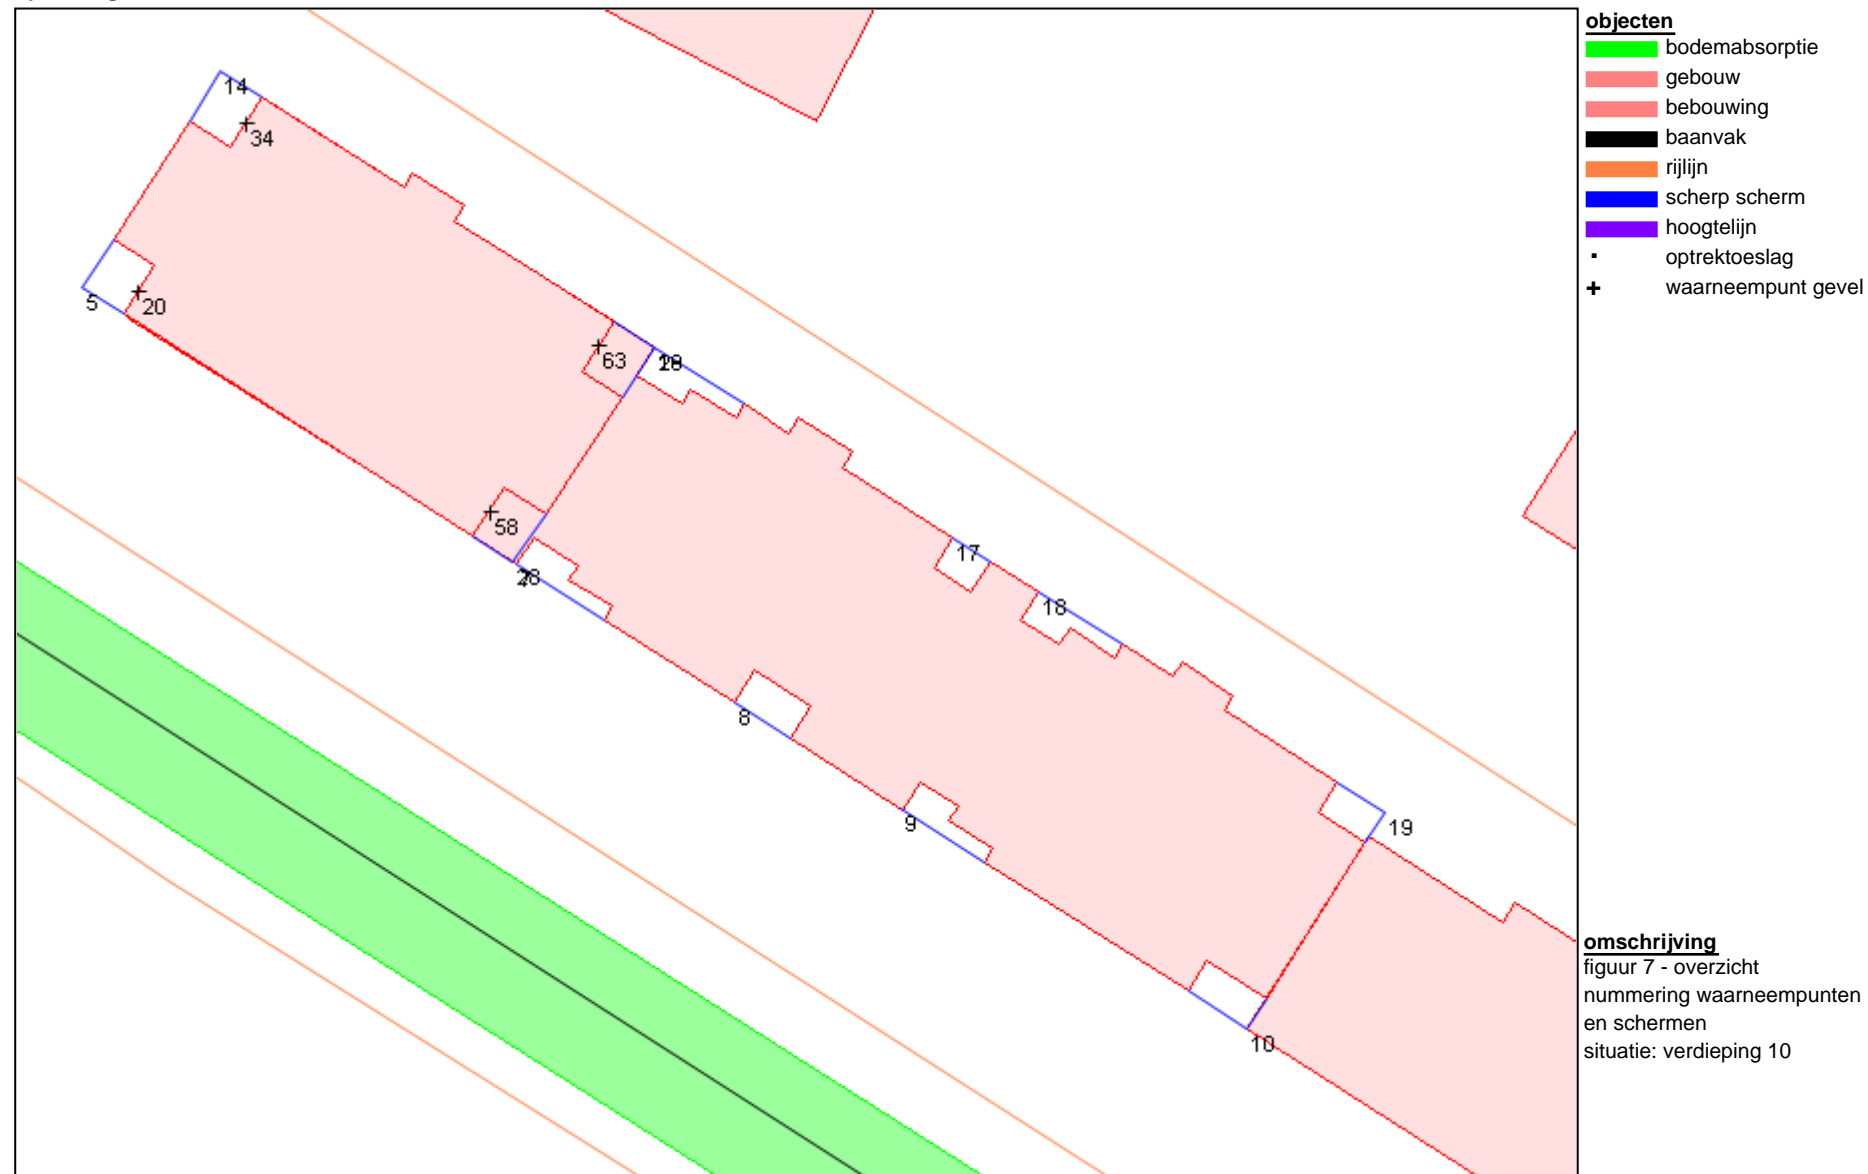 objecten
bodemabsorptie
gebouw
bebouwing
baanvak
rijlijn
scherp scherm
hoogtelijn
optrektoeslag
waarneempunt gevel
14
34
5
20
63
58
17
18
8
9
19
10
omschrijving
figuur 7 - overzicht
nummering waarneempunten
en schermen
situatie: verdieping 10